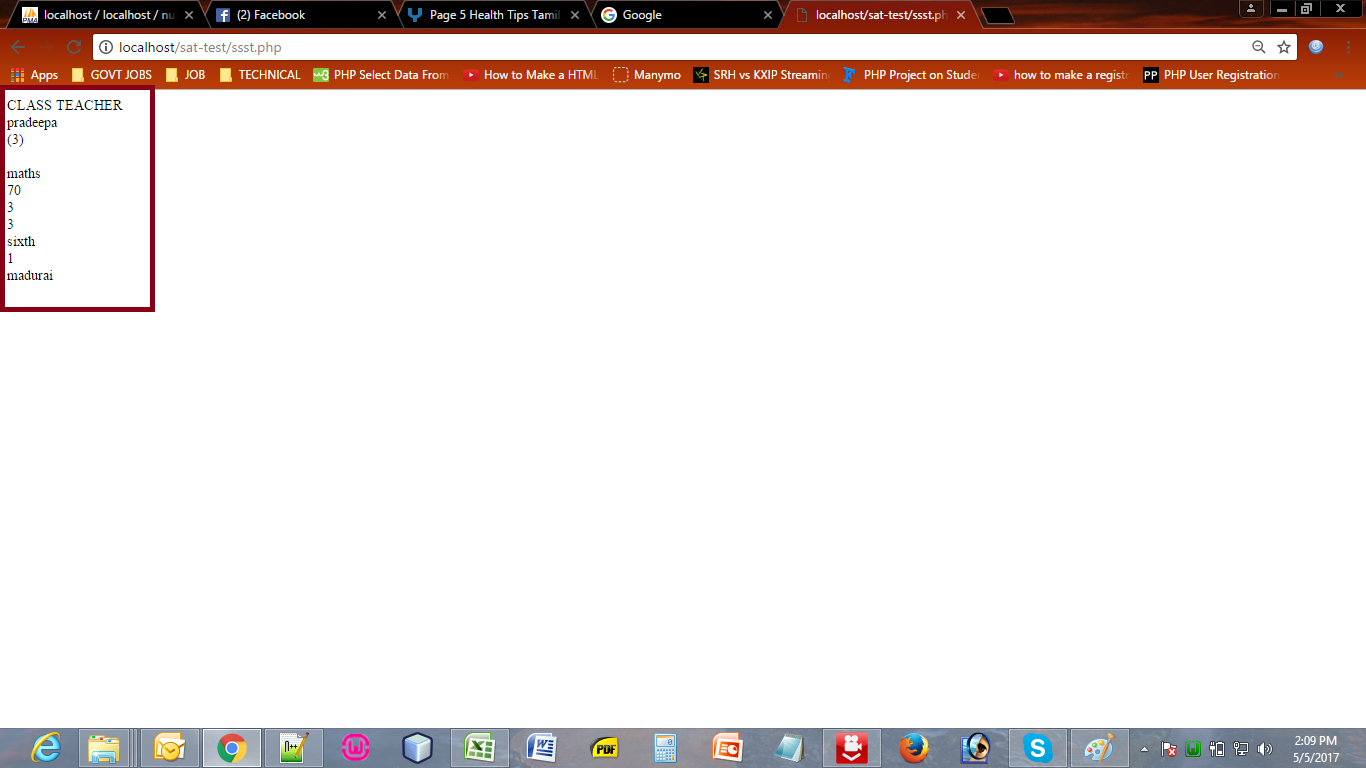 localhost / localhost / nu
(2) Facebook
Page 5 Health Tips Tamil
Google
localhost/sat-test/ssst.ph
localhost/sat-test/ssst.php
Apps
GOVT JOBS
JOB
TECHNICAL
PHP Select Data From
How to Make a HTML
Manymo
SRH vs KXIP Streamin
PHP Project on Stude
how to make a registr
PHP User Registration
CLASS TEACHER
pradeepa
(3)
maths
70
3
3
sixth
1
madurai
2:09 PM
5/5/2017